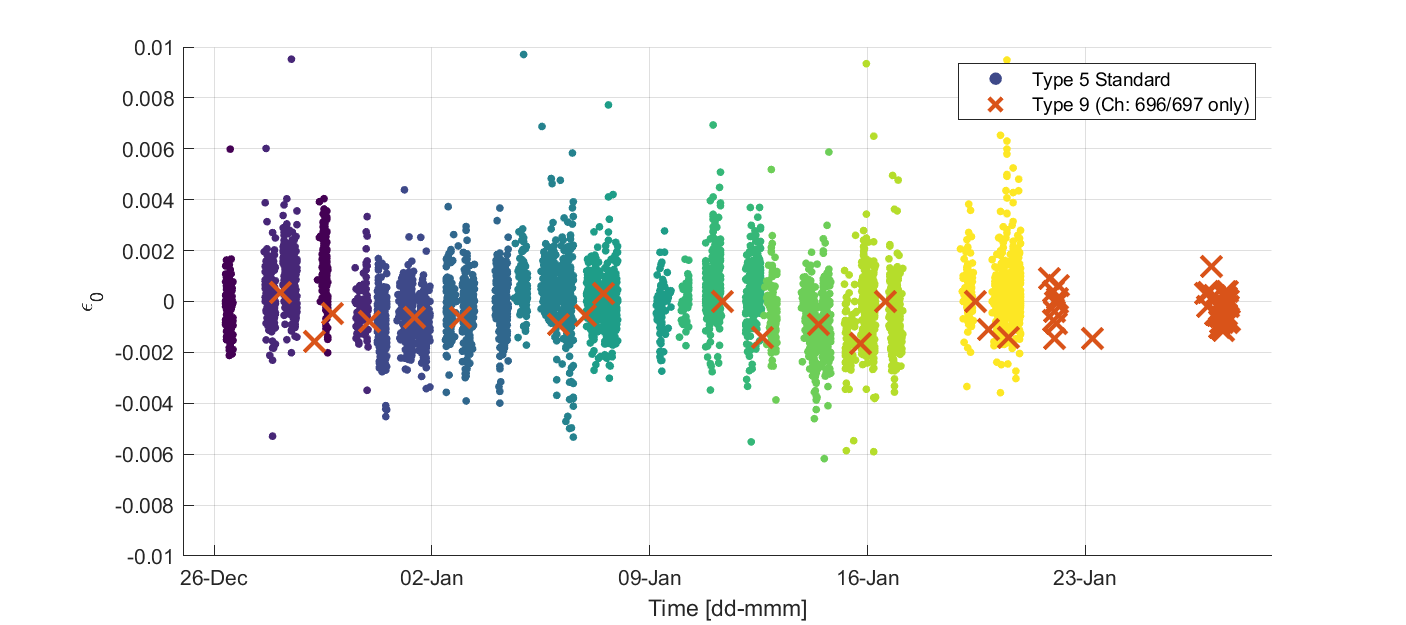 0.01
0.008
0.006
0.004
0.002
0
-0.002
-0.004
-0.006
-0.008
-0.01
ϵ0
Type 5 Standard
Type 9 (Ch: 696/697 only)
26-Dec 02-Jan 09-Jan 16-Jan 23-Jan
Time [dd-mmm]